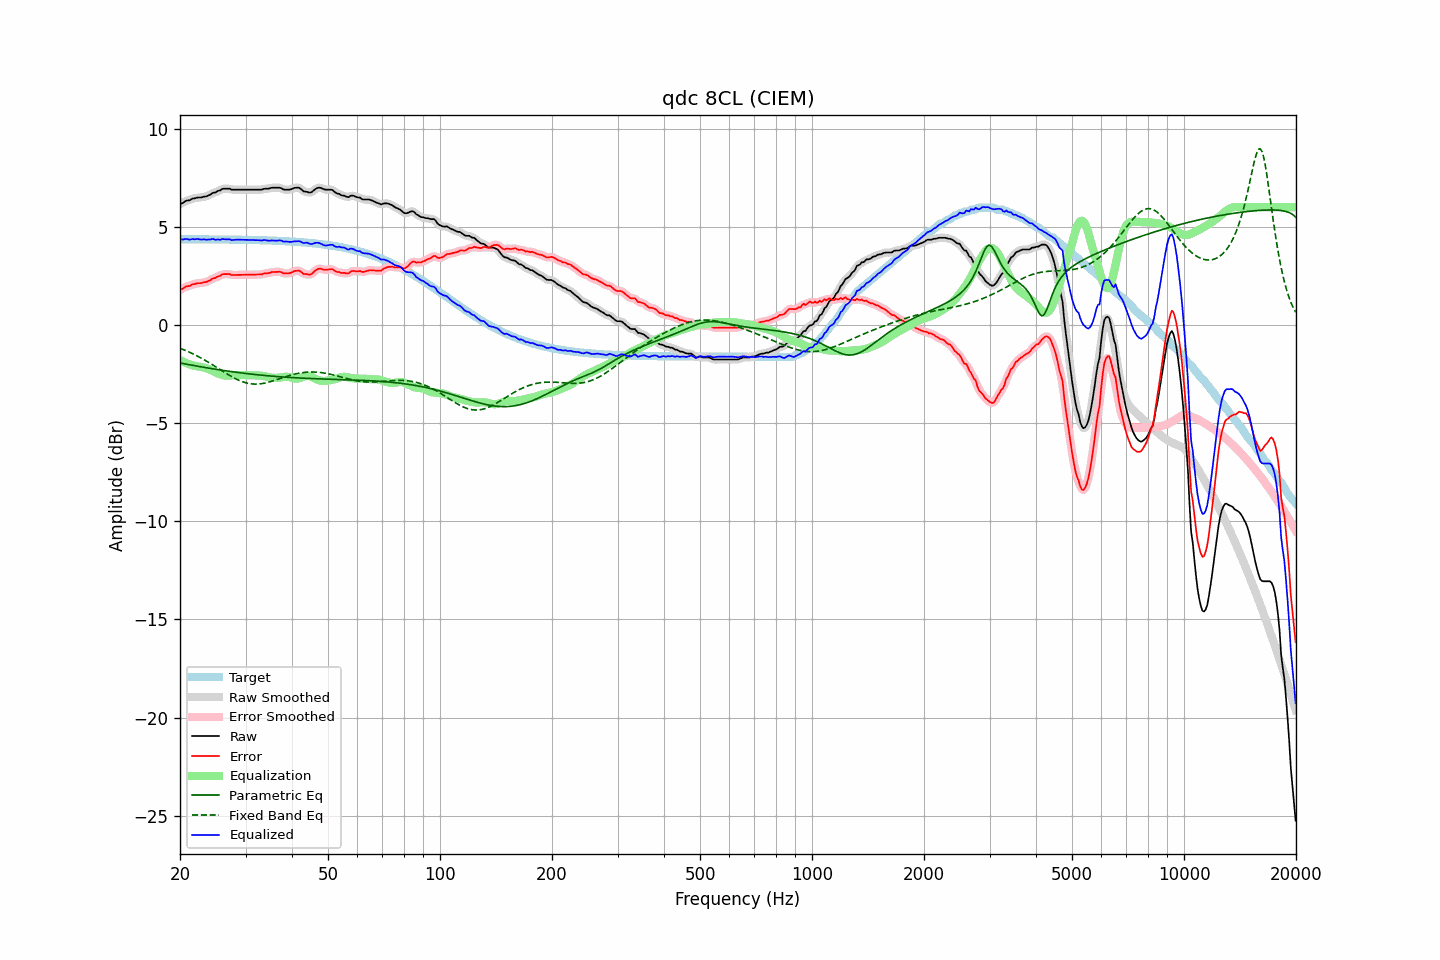 qdc 8CL (CIEM)
Amplitude (dBr)
10
5
0
−5
−10
−15
−20
−25
Target
Raw Smoothed
Error Smoothed
Raw
Error
Equalization
Parametric Eq
Fixed Band Eq
Equalized
20 50 100 200 500 1000 2000 5000 10000 20000
Frequency (Hz)